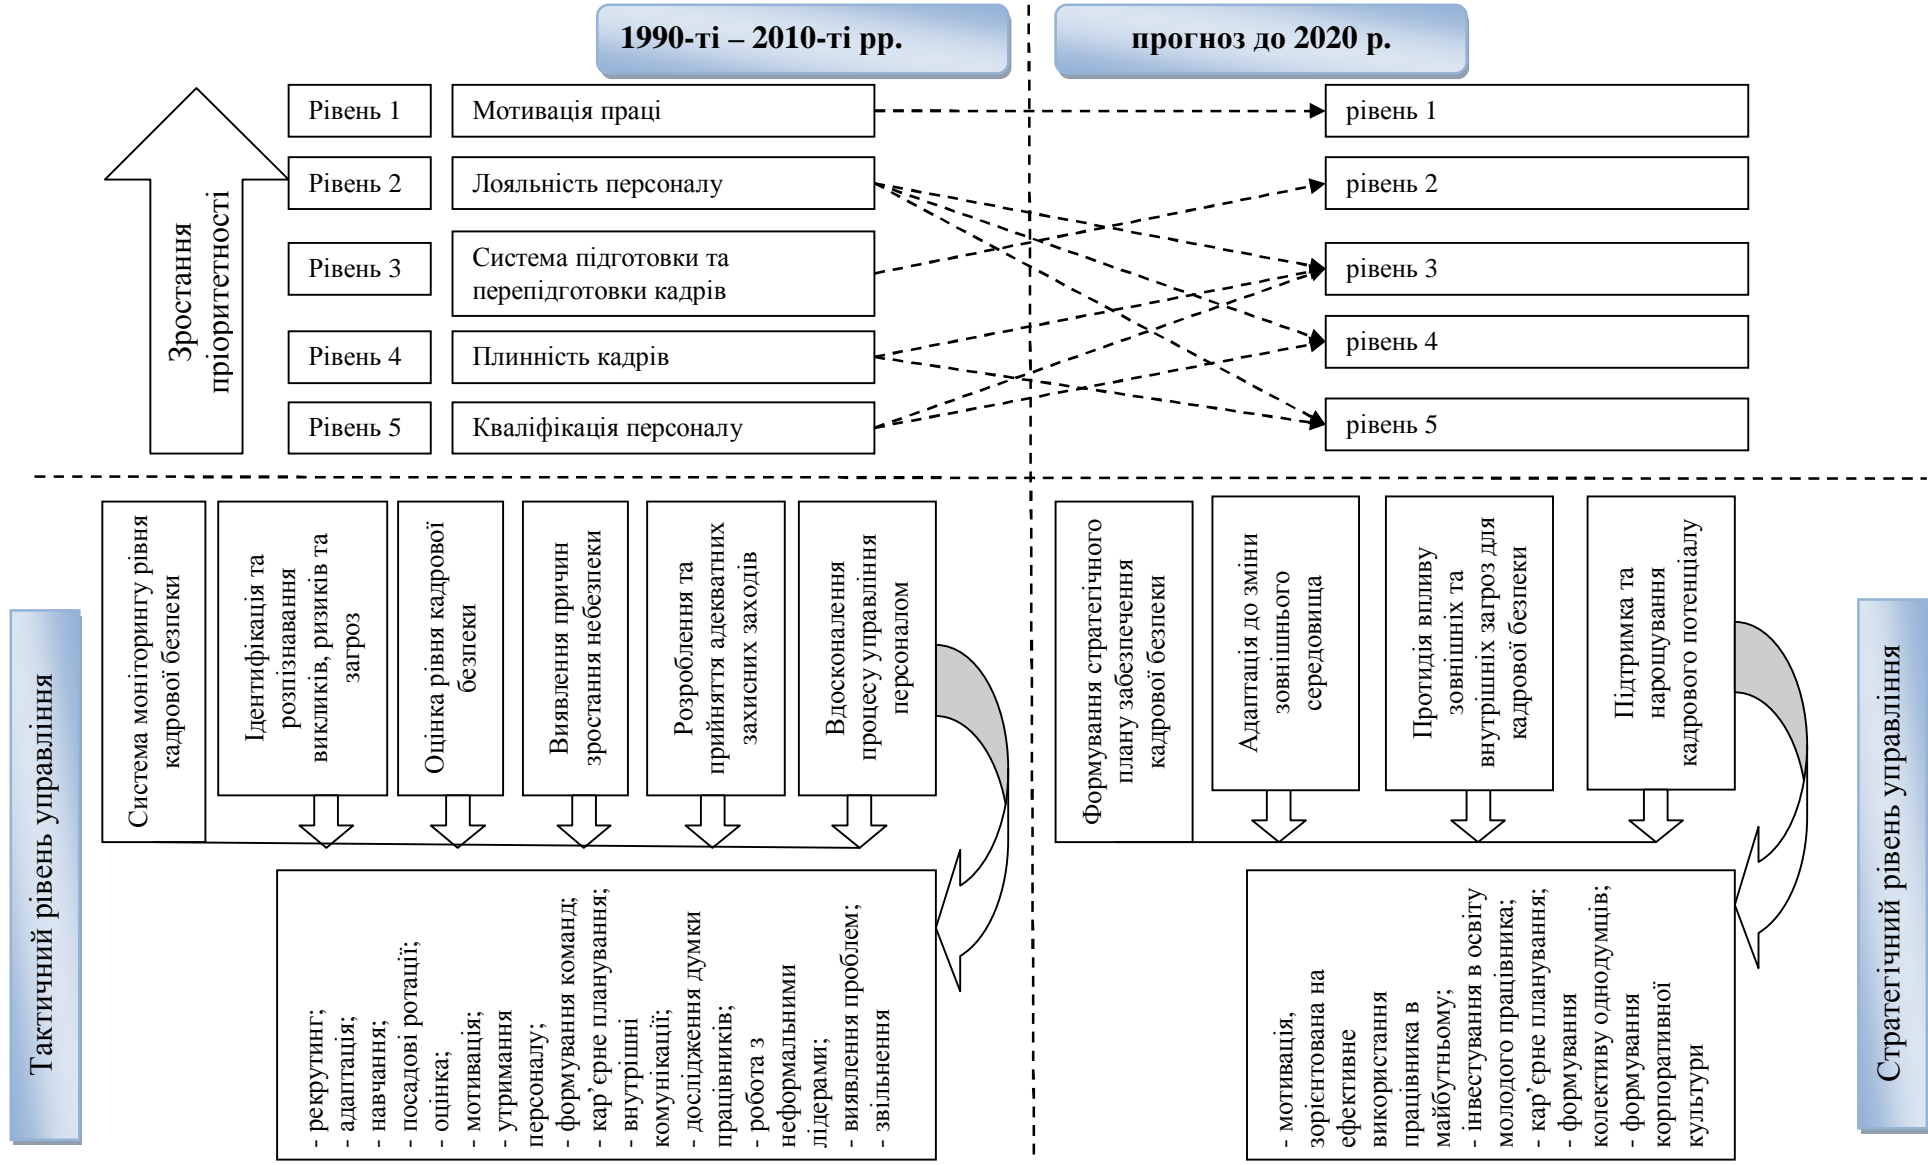 1990-ті – 2010-ті рр.
прогноз до 2020 р.
Зростання
пріоритетності
Рівень 1
Мотивація праці
рівень 1
Рівень 2
Лояльність персоналу
рівень 2
Рівень 3
Система підготовки та
перепідготовки кадрів
рівень 3
Рівень 4
Плинність кадрів
рівень 4
Рівень 5
Кваліфікація персоналу
рівень 5
Тактичний рівень управління
Система моніторингу рівня
кадрової безпеки
Ідентифікація та
розпізнавання
викликів, ризиків та
загроз
Оцінка рівня кадрової
безпеки
Виявлення причин
зростання небезпеки
Розроблення та
прийняття адекватних
захисних заходів
Вдосконалення
процесу управління
персоналом
- рекрутинг;
- адаптація;
- навчання;
- посадові ротації;
- оцінка;
- мотивація;
- утримання
персоналу;
- формування команд;
- кар’єрне планування;
- внутрішні
комунікації;
- дослідження думки
працівників;
- робота з
неформальними
лідерами;
- виявлення проблем;
- звільнення
Формування стратегічного
плану забезпечення
кадрової безпеки
Адаптація до зміни
зовнішнього
середовища
Протидія впливу
зовнішніх та
внутрішніх загроз для
кадрової безпеки
Підтримка та
нарощування
кадрового потенціалу
- мотивація,
зорієнтована на
ефективне
використання
працівника в
майбутньому;
- інвестування в освіту
молодого працівника;
- кар’єрне планування;
- формування
колективу однодумців;
- формування
корпоративної
культури
Стратегічний рівень управління